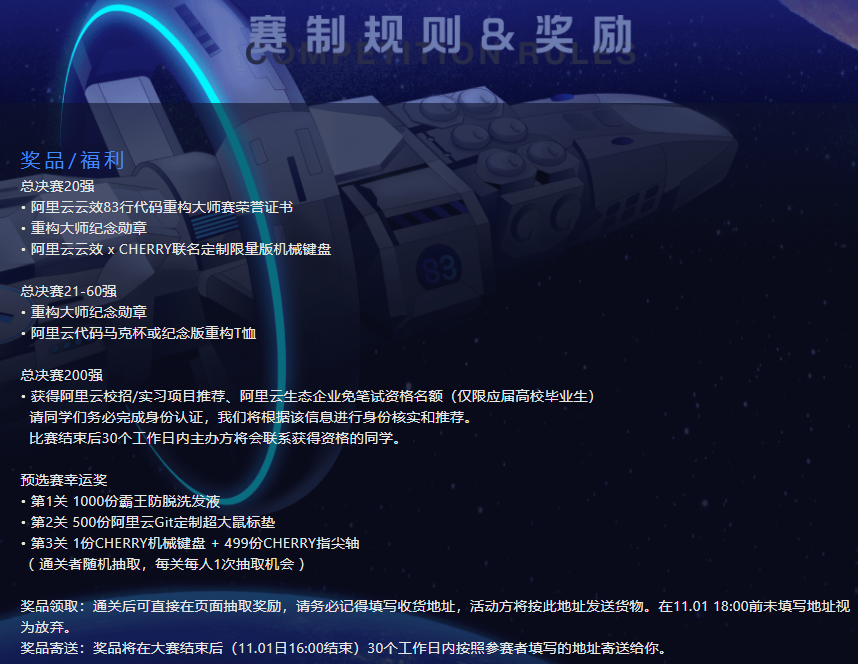 赛制规则&奖励
COMPETITION RULES
83
奖品/福利
总决赛20强
• 阿里云云效83行代码重构大师赛荣誉证书
• 重构大师纪念勋章
• 阿里云云效 x CHERRY联名定制限量版机械键盘
总决赛21-60强
• 重构大师纪念勋章
• 阿里云代码马克杯或纪念版重构T恤
总决赛200强
• 获得阿里云校招/实习项目推荐、阿里云生态企业免笔试资格名额（仅限应届高校毕业生）
请同学们务必完成身份认证，我们将根据该信息进行身份核实和推荐。
比赛结束后30个工作日内主办方将会联系获得资格的同学。
预选赛幸运奖
• 第1关 1000份霸王防脱洗发液
• 第2关 500份阿里云Git定制超大鼠标垫
• 第3关 1份CHERRY机械键盘 + 499份CHERRY指尖轴
（ 通关者随机抽取，每关每人1次抽取机会 ）
奖品领取：通关后可直接在页面抽取奖励，请务必记得填写收货地址，活动方将按此地址发送货物。在11.01 18:00前未填写地址视
为放弃。
奖品寄送：奖品将在大赛结束后（11.01日16:00结束）30个工作日内按照参赛者填写的地址寄送给你。